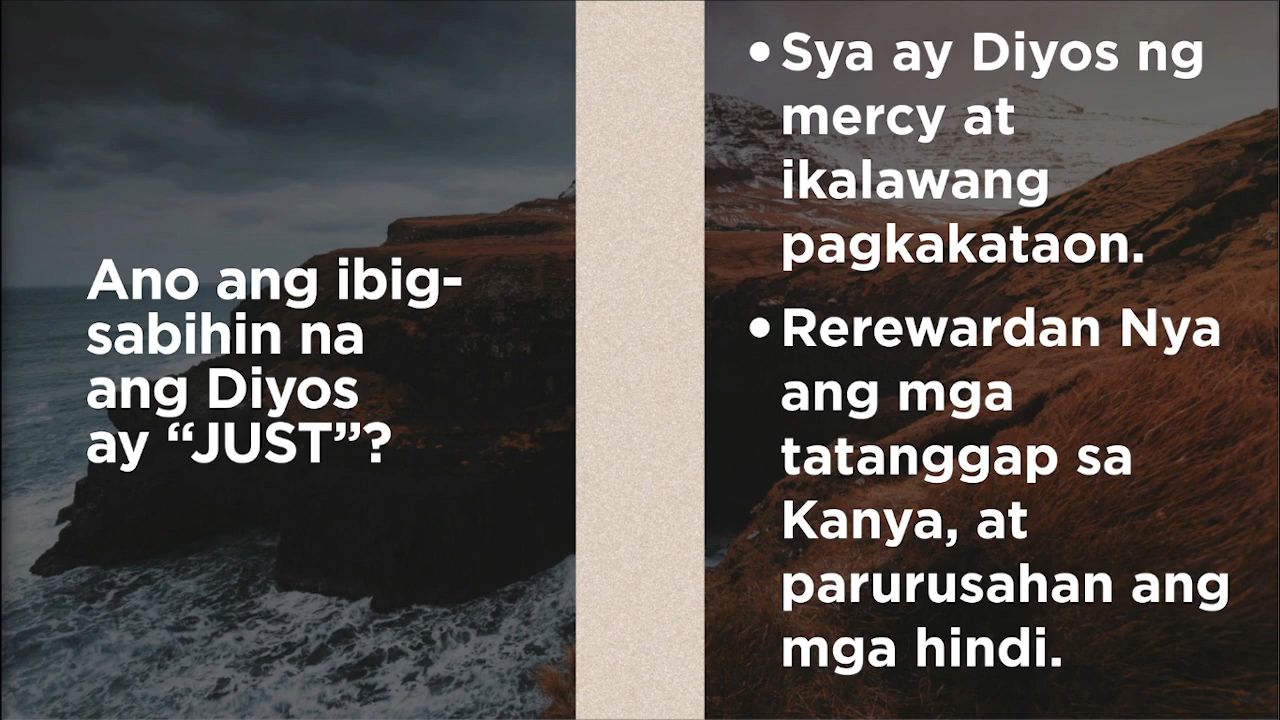 Ano ang ibig-
sabihin na
ang Diyos
ay “JUST”?
• Sya ay Diyos ng
mercy at
ikalawang
pagkakataon.
• Rerewardan Nya
ang mga
tatanggap sa
Kanya, at
parurusahan ang
mga hindi.